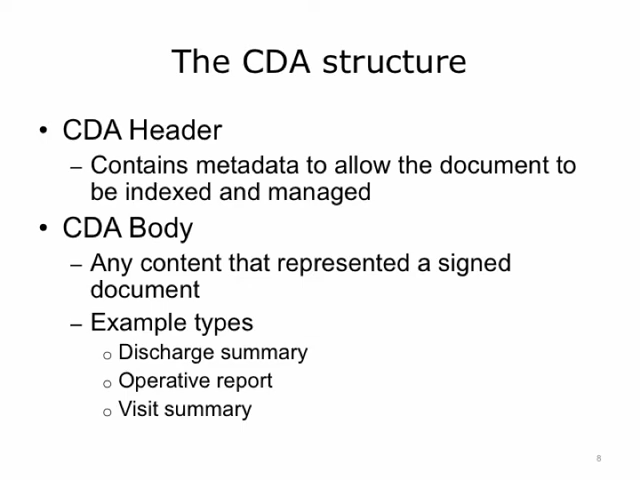 The CDA structure
• CDA Header
– Contains metadata to allow the document to
be indexed and managed
• CDA Body
– Any content that represented a signed
document
– Example types
o Discharge summary
o Operative report
o Visit summary
8